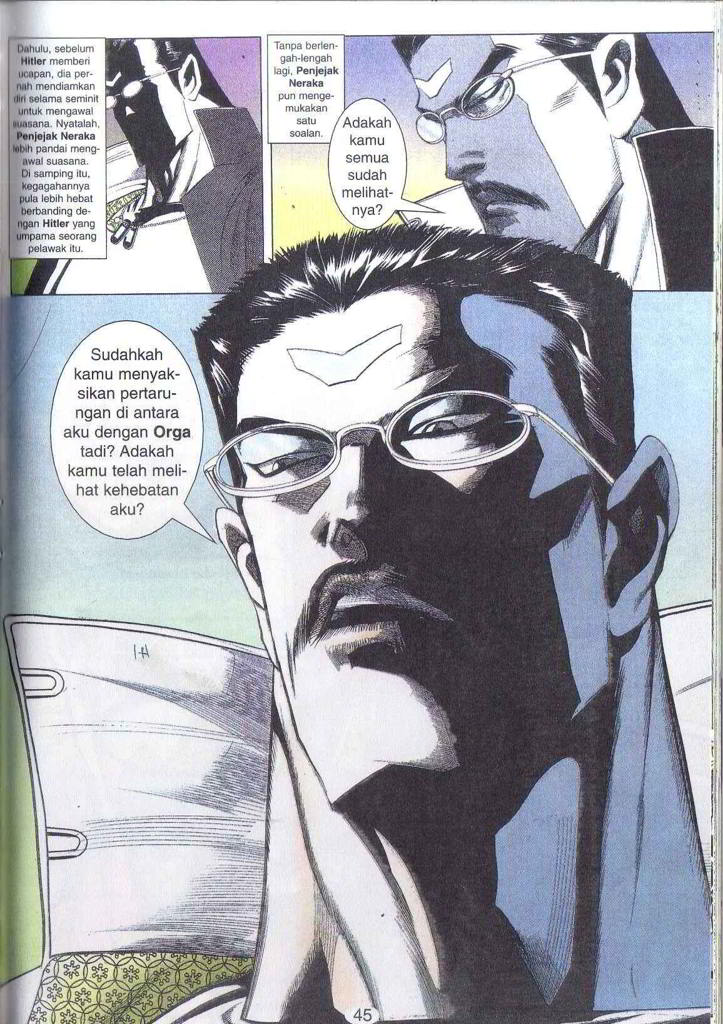 Dahulu, sebelum
Hitler memberi
ucapan, dia per-
nah mendiamkan
diri selama seminit
untuk mengawal
suasana. Nyatalah,
Penjejak Neraka
lebih pandai meng-
awal suasana.
Di samping itu,
kegagahannya
pula lebih hebat
berbanding de-
ngan Hitler yang
umpama seorang
pelawak itu.
Tanpa berlen-
gah-lengah
lagi, Penjejak
Neraka
pun menge-
mukakan
satu
soalan.
Adakah
kamu
semua
sudah
melihat-
nya?
Sudahkah
kamu menyak-
sikan pertaru-
ngan di antara
aku dengan Orga
tadi? Adakah
kamu telah meli-
hat kehebatan
aku?
45